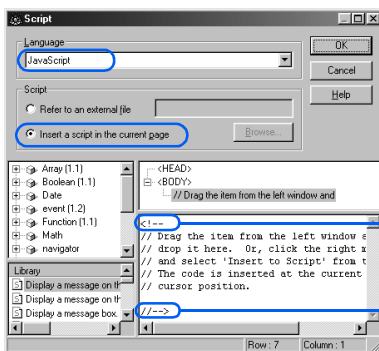 Script
Language
JavaScript
OK
Cancel
Help
Script
Refer to an external file
Insert a script in the current page
Browse...
Array (1.1)
Boolean (1.1)
Date
event (1.2)
Function (1.1)
Math
navigator
<HEAD>
<BODY>
// Drag the item from the left window and
Library
Display a message on th
Display a message on th
Display a message box.
<!--
// Drag the item from the left window a
// drop it here.  Or, click the right m
// and select 'Insert to Script' from t
// The code is inserted at the current
// cursor position.
//-->
Row : 7
Column : 1